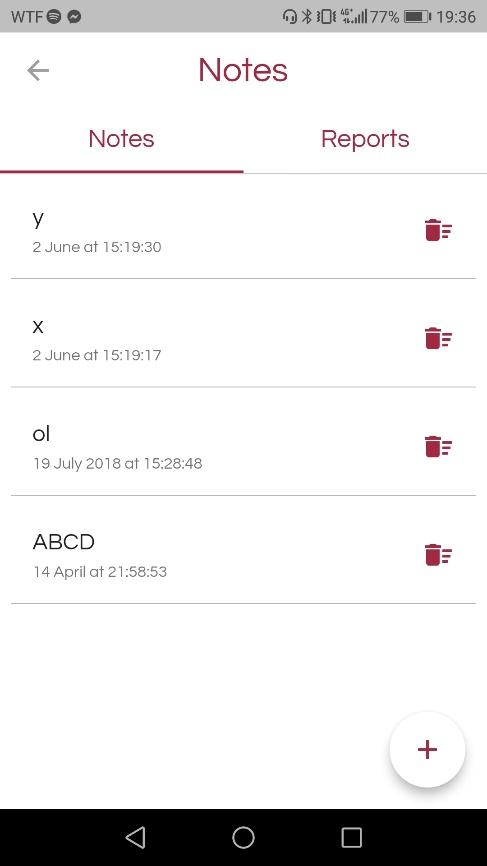 WTF 4G+ 77% 19:36
Notes
Notes Reports
y
2 June at 15:19:30
x
2 June at 15:19:17
ol
19 July 2018 at 15:28:48
ABCD
14 April at 21:58:53